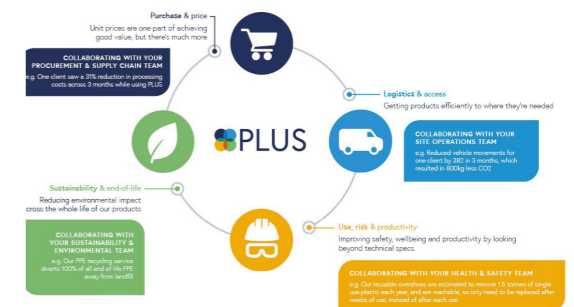 Purchase & price
Unit prices are one part of achieving
good value, but there's much more
COLLABORATING WITH YOUR
PROCUREMENT & SUPPLY CHAIN TEAM
e.g. One client saw a 31% reduction in processing
costs across 3 months while using PLUS
Logistics & access
Getting products efficiently to where they're needed
COLLABORATING WITH YOUR
SITE OPERATIONS TEAM
e.g. Reduced vehicle movements for
one client by 382 in 3 months, which
resulted in 800kg less CO2
PLUS
Sustainability & end-of-life
Reducing environmental impact
cross the whole life of our products
COLLABORATING WITH
YOUR SUSTAINABILITY &
ENVIRONMENTAL TEAM
e.g. Our PPE recycling service
diverts 100% of all end of life PPE
away from landfill
Use, risk & productivity
Improving safety, wellbeing and productivity by looking
beyond technical specs
COLLABORATING WITH YOUR HEALTH & SAFETY TEAM
e.g. Our reusable overshoes are estimated to remove 1.5 tonnes of single
use plastic each year, and are washable, so only need to be replaced after
weeks of use, instead of after each use